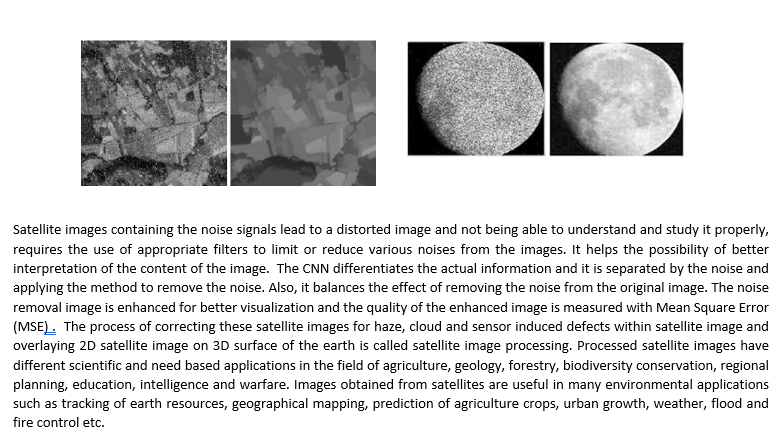 Satellite images containing the noise signals lead to a distorted image and not being able to understand and study it properly,
requires the use of appropriate filters to limit or reduce various noises from the images. It helps the possibility of better
interpretation of the content of the image.  The CNN differentiates the actual information and it is separated by the noise and
applying the method to remove the noise. Also, it balances the effect of removing the noise from the original image. The noise
removal image is enhanced for better visualization and the quality of the enhanced image is measured with Mean Square Error
(MSE) .  The process of correcting these satellite images for haze, cloud and sensor induced defects within satellite image and
overlaying 2D satellite image on 3D surface of the earth is called satellite image processing. Processed satellite images have
different scientific and need based applications in the field of agriculture, geology, forestry, biodiversity conservation, regional
planning, education, intelligence and warfare. Images obtained from satellites are useful in many environmental applications
such as tracking of earth resources, geographical mapping, prediction of agriculture crops, urban growth, weather, flood and
fire control etc.